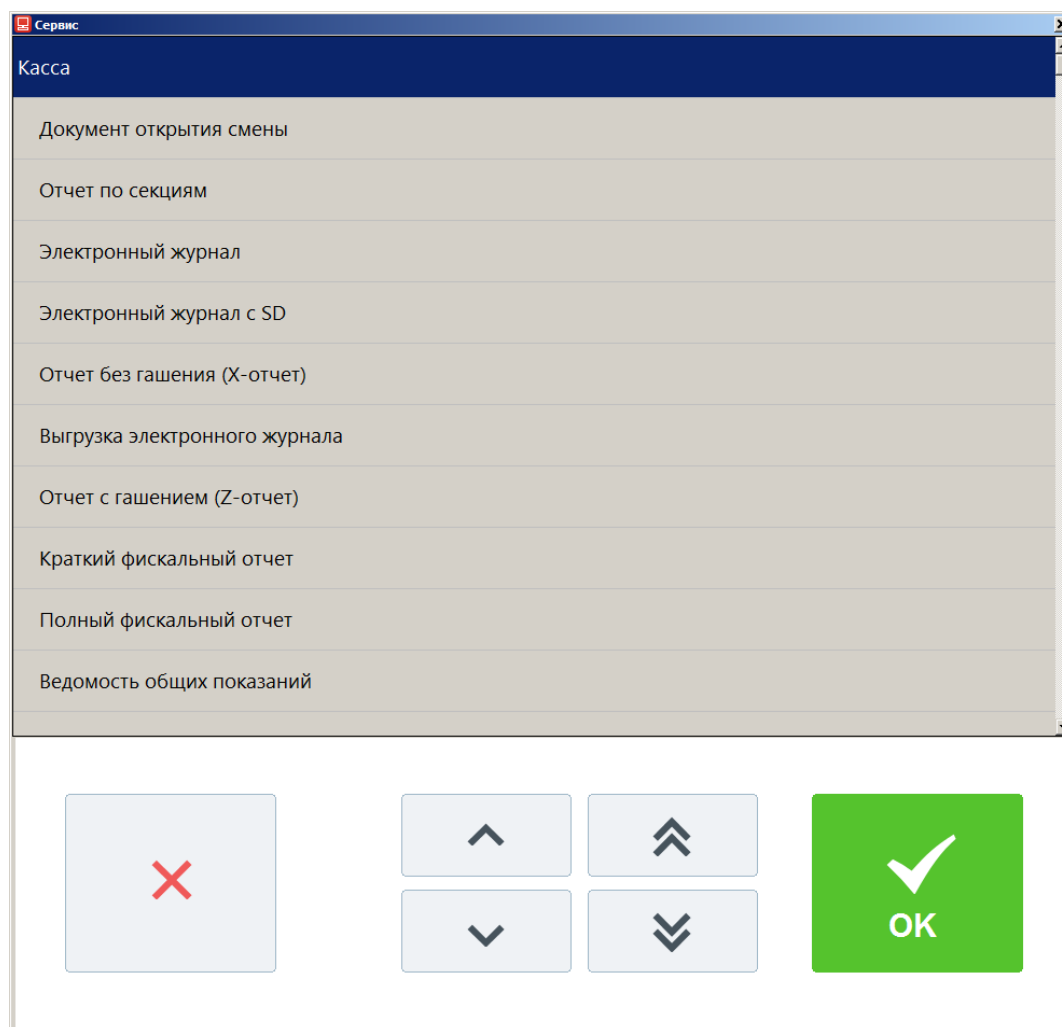 Сервис
Касса
Документ открытия смены
Отчет по секциям
Электронный журнал
Электронный журнал с SD
Отчет без гашения (X-отчет)
Выгрузка электронного журнала
Отчет с гашением (Z-отчет)
Краткий фискальный отчет
Полный фискальный отчет
Ведомость общих показаний
OK